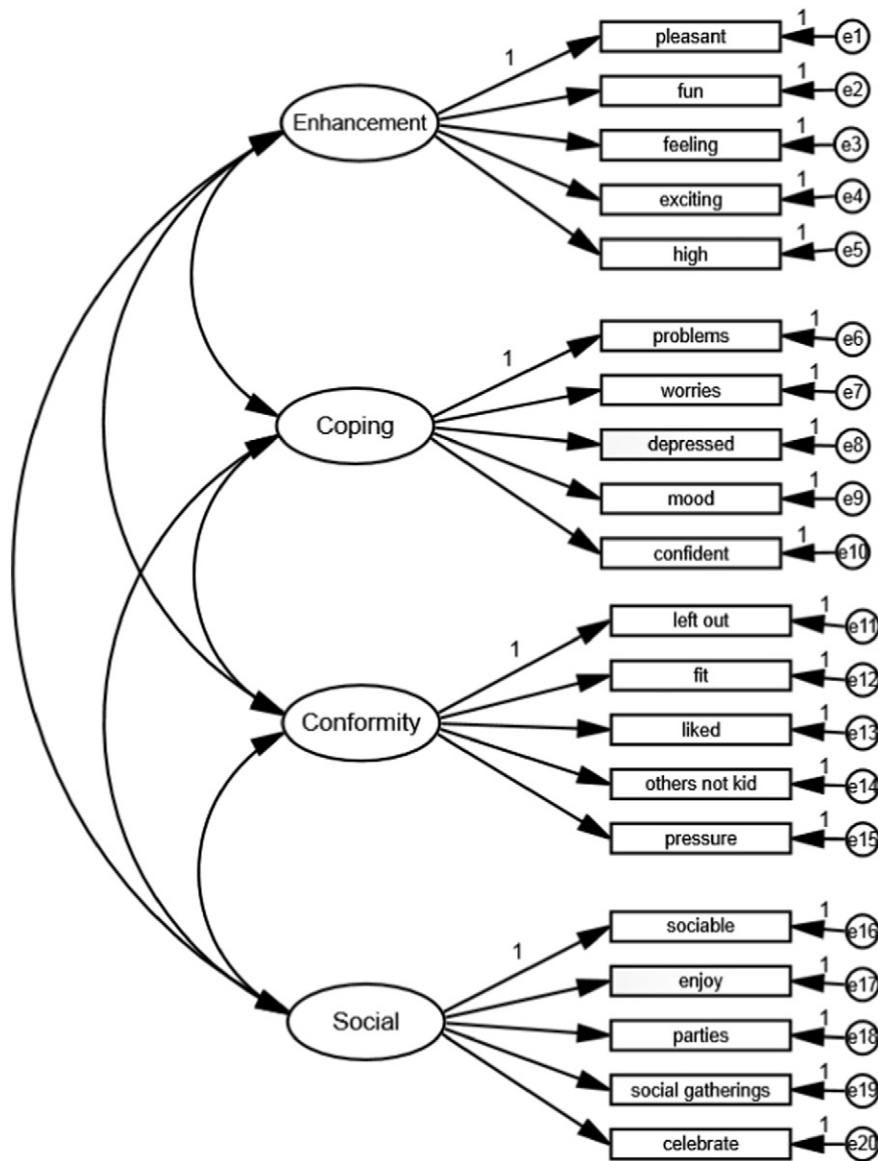 1
pleasant
1
e1
fun
1
e2
Enhancement
feeling
1
e3
exciting
1
e4
high
1
e5
1
problems
1
e6
worries
1
e7
Coping
depressed
1
e8
mood
1
e9
confident
1
e10
1
left out
1
e11
fit
1
e12
Conformity
liked
1
e13
others not kid
1
e14
pressure
1
e15
1
sociable
1
e16
enjoy
1
e17
Social
parties
1
e18
social gatherings
1
e19
celebrate
1
e20